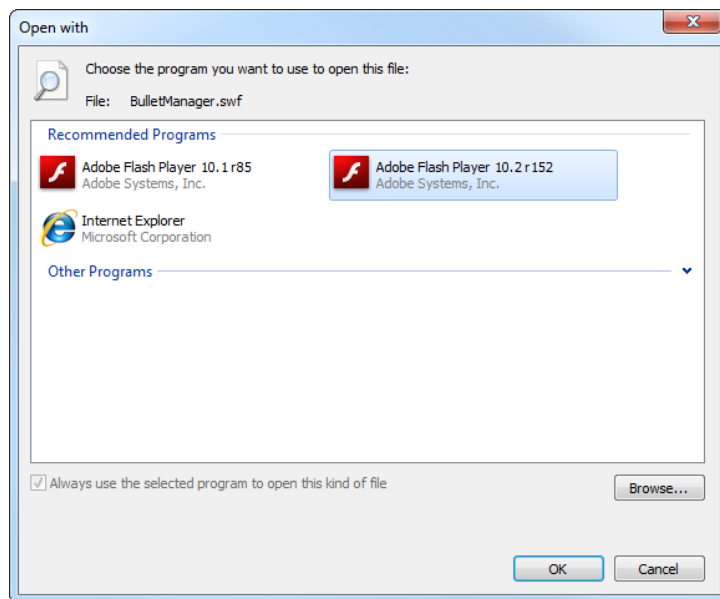 Open with
Choose the program you want to use to open this file:
File: BulletManager.swf
Recommended Programs
Adobe Flash Player 10.1 r85
Adobe Systems, Inc.
Adobe Flash Player 10.2 r152
Adobe Systems, Inc.
Internet Explorer
Microsoft Corporation
Other Programs
Always use the selected program to open this kind of file
Browse...
OK
Cancel